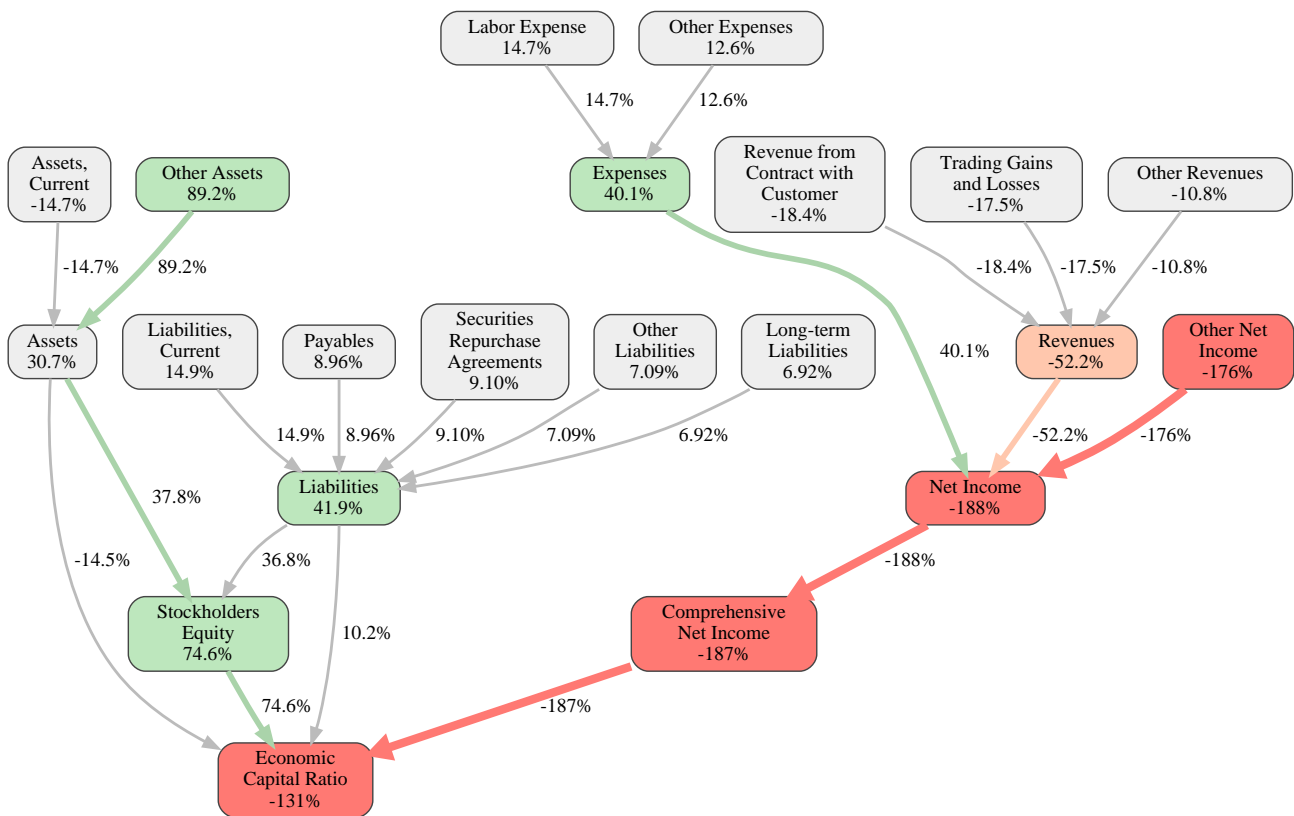 Labor Expense
14.7%
Other Expenses
12.6%
14.7%
12.6%
Assets,
Current
-14.7%
Other Assets
89.2%
Expenses
40.1%
Revenue from
Contract with
Customer
-18.4%
Trading Gains
and Losses
-17.5%
Other Revenues
-10.8%
-14.7%
89.2%
-18.4%
-17.5%
-10.8%
Assets
30.7%
Liabilities,
Current
14.9%
Payables
8.96%
Securities
Repurchase
Agreements
9.10%
Other
Liabilities
7.09%
Long-term
Liabilities
6.92%
40.1%
Revenues
-52.2%
Other Net
Income
-176%
14.9%
8.96%
9.10%
7.09%
6.92%
-52.2%
-176%
37.8%
Liabilities
41.9%
Net Income
-188%
-14.5%
36.8%
-188%
Stockholders
Equity
74.6%
10.2%
Comprehensive
Net Income
-187%
74.6%
-187%
Economic
Capital Ratio
-131%